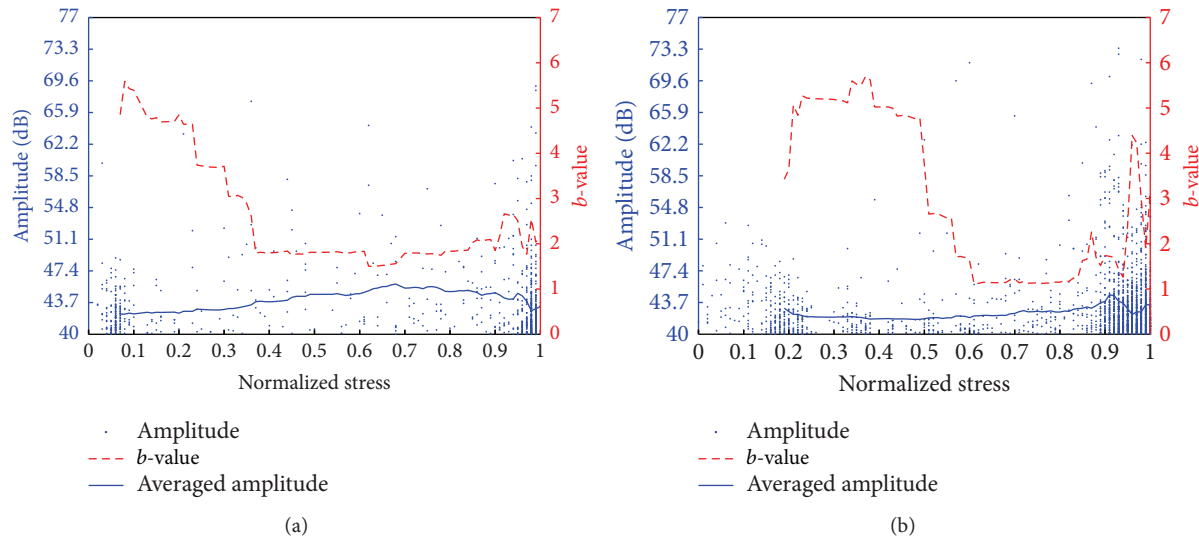 77
73.3
69.6
65.9
62.2
58.5
54.8
51.1
47.4
43.7
40
Amplitude (dB)
0 0.1 0.2 0.3 0.4 0.5 0.6 0.7 0.8 0.9 1
Normalized stress
7
6
5
4
3
2
1
0
b-value
Amplitude
b-value
Averaged amplitude
(a)
77
73.3
69.6
65.9
62.2
58.5
54.8
51.1
47.4
43.7
40
Amplitude (dB)
0 0.1 0.2 0.3 0.4 0.5 0.6 0.7 0.8 0.9 1
Normalized stress
7
6
5
4
3
2
1
0
b-value
Amplitude
b-value
Averaged amplitude
(b)